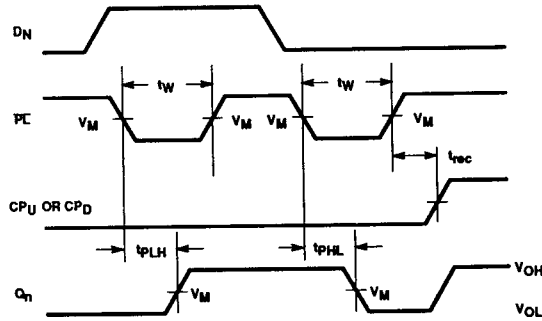 DN
tW tW
PL VM VM VM VM
trec
CPU OR CPD
tPLH tPHL
Qn VM VM VOH
VOL